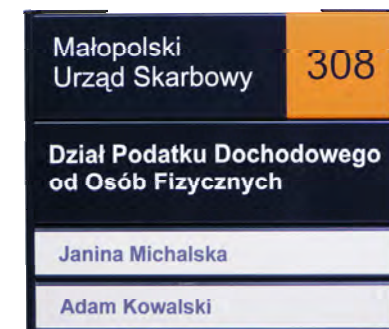 Małopolski
Urząd Skarbowy
308
Dział Podatku Dochodowego
od Osób Fizycznych
Janina Michalska
Adam Kowalski